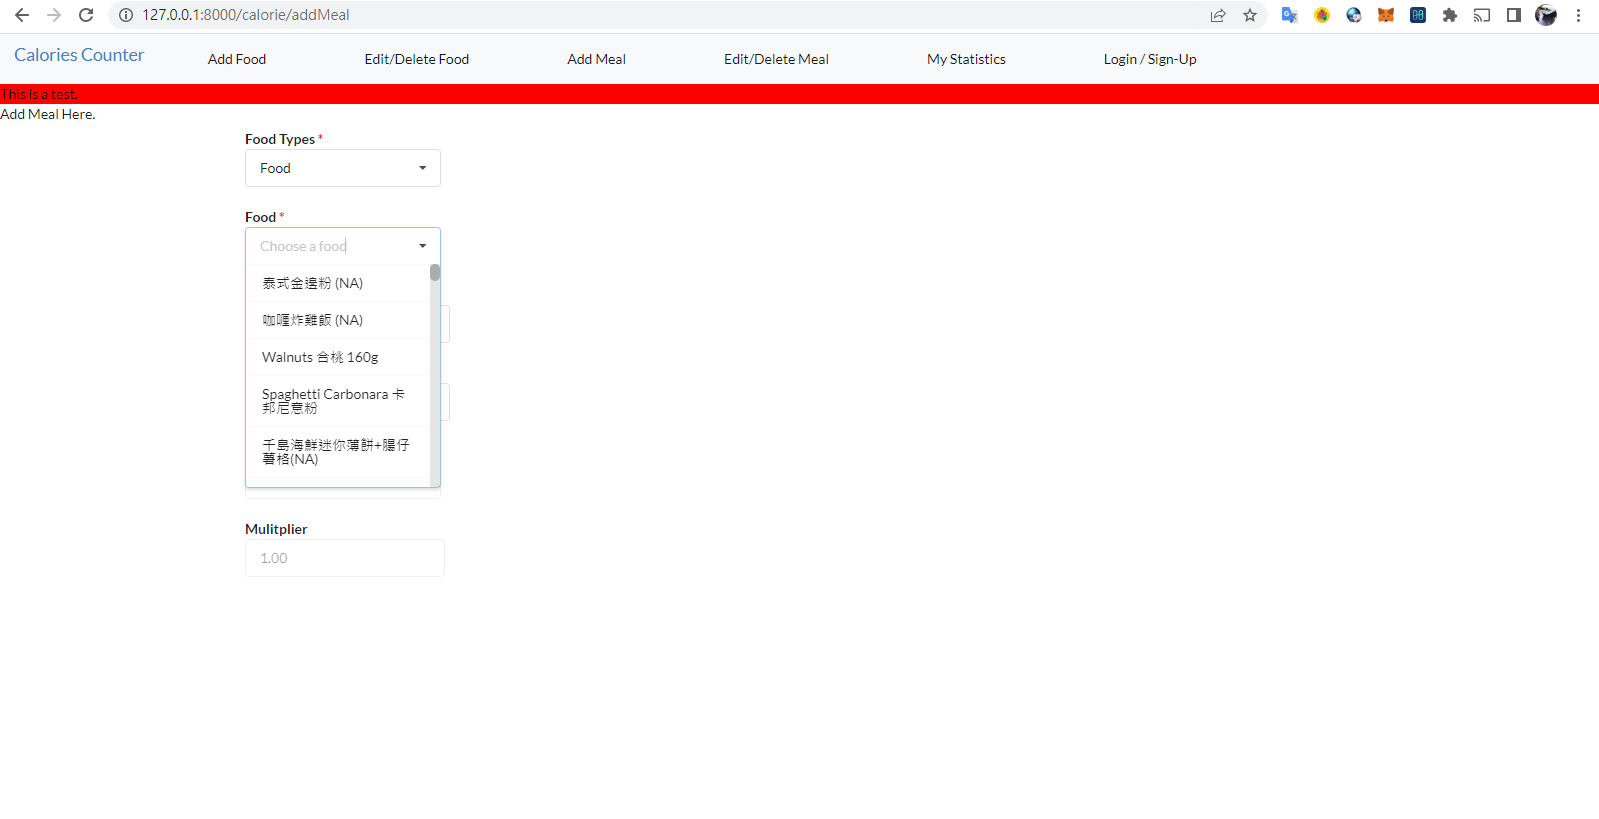 127.0.0.1:8000/calorie/addMeal
Calories Counter Add Food Edit/Delete Food Add Meal Edit/Delete Meal My Statistics Login / Sign-Up
This is a test.
Add Meal Here.
Food Types *
Food
Food *
Choose a food
泰式金邊粉 (NA)
咖喱炸雞飯 (NA)
Walnuts 合桃 160g
Spaghetti Carbonara 卡
邦尼意粉
千島海鮮迷你薄餅+腸仔
薯格(NA)
Mulitplier
1.00